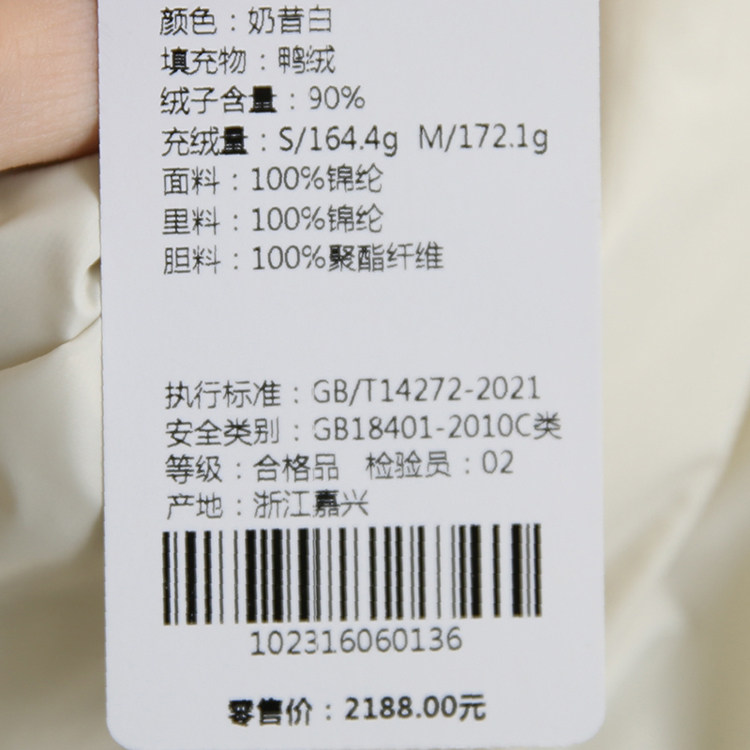 颜色：奶昔白
填充物：鸭绒
绒子含量：90%
充绒量：S/164.4g M/172.1g
面料：100%锦纶
里料：100%锦纶
胆料：100%聚酯纤维
执行标准：GB/T14272-2021
安全类别：GB18401-2010C类
等级：合格品 检验员：02
产地：浙江嘉兴
102316060136
零售价：2188.00元